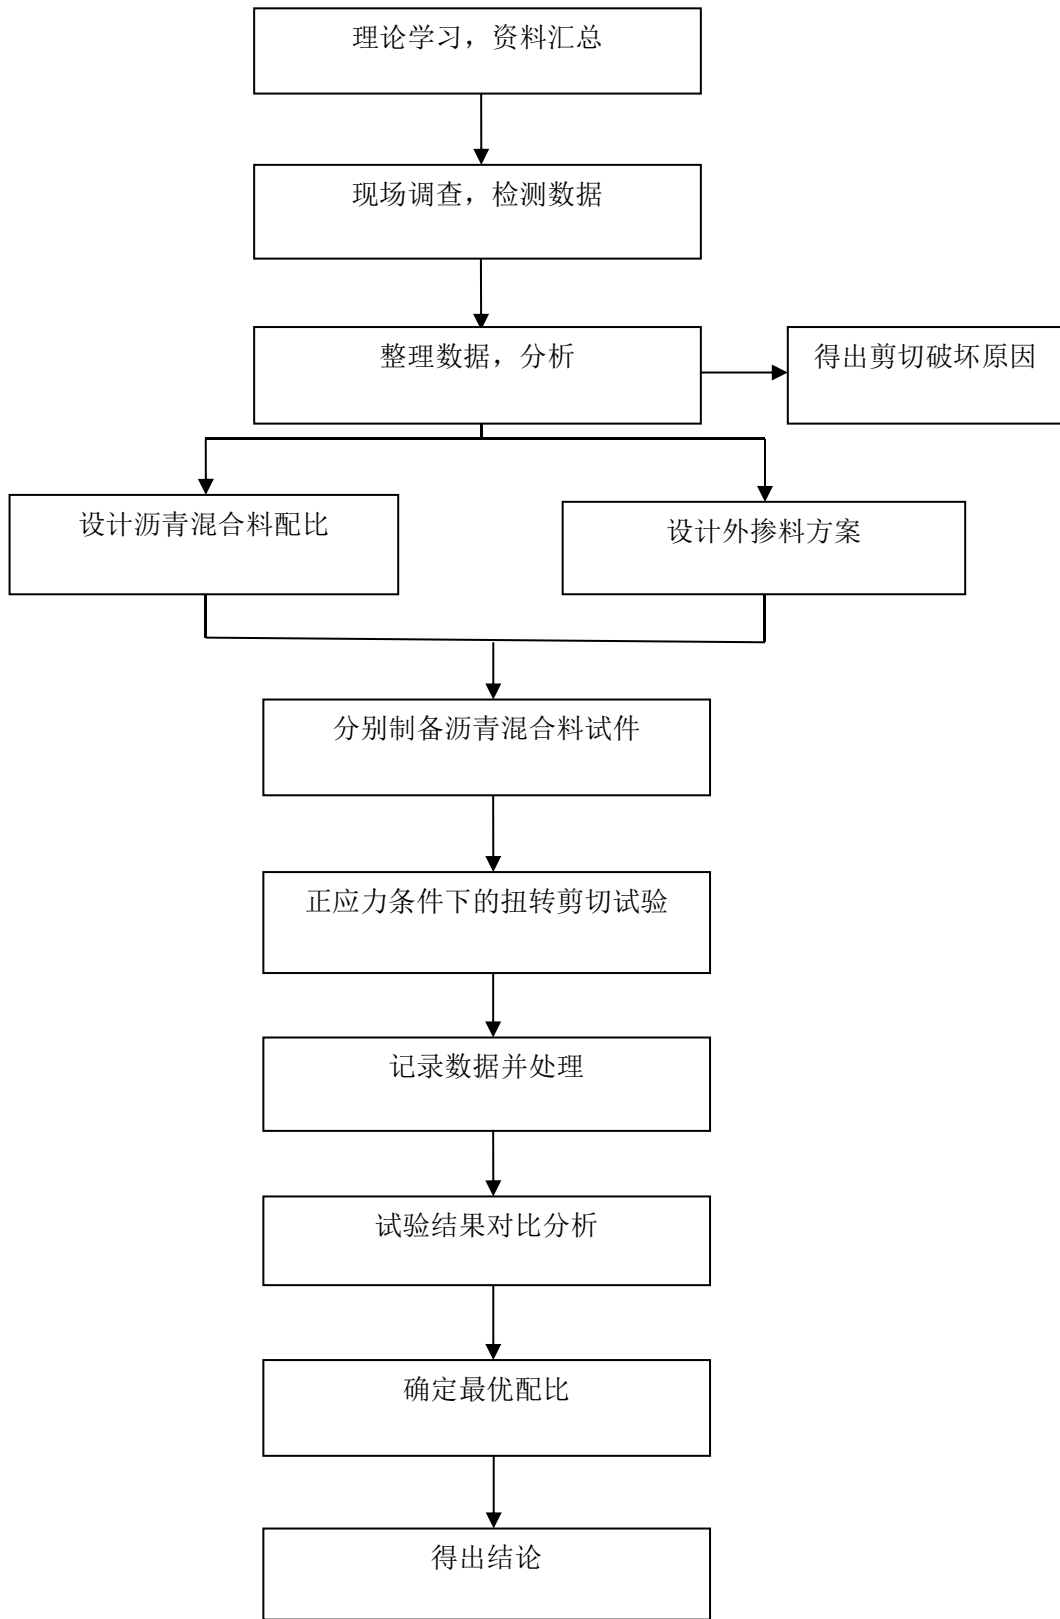 理论学习，资料汇总
现场调查，检测数据
整理数据，分析
得出剪切破坏原因
设计沥青混合料配比
设计外掺料方案
分别制备沥青混合料试件
正应力条件下的扭转剪切试验
记录数据并处理
试验结果对比分析
确定最优配比
得出结论